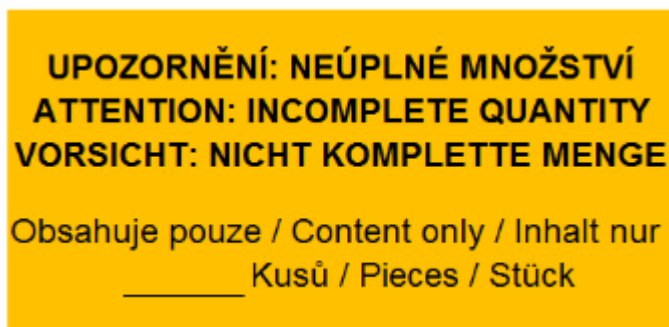 UPOZORNĚNÍ: NEÚPLNÉ MNOŽSTVÍ
ATTENTION: INCOMPLETE QUANTITY
VORSICHT: NICHT KOMPLETTE MENGE
Obsahuje pouze / Content only / Inhalt nur
_______ Kusů / Pieces / Stück